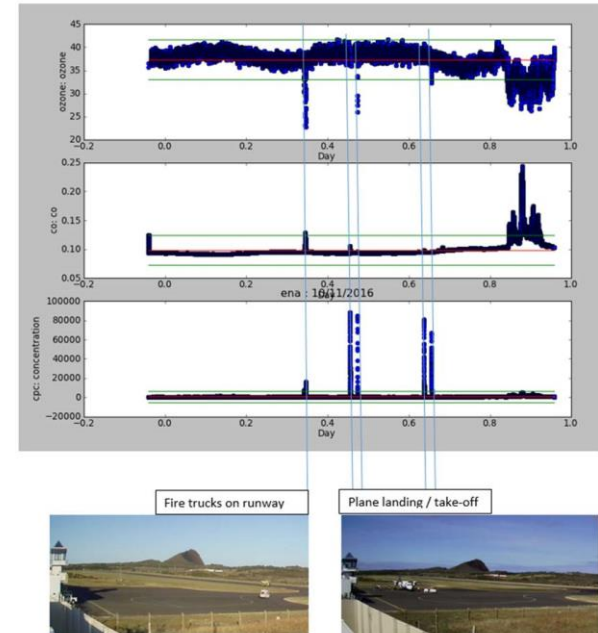 ozone: ozone
45
40
35
30
25
20
−0.2 0.0 0.2 0.4 0.6 0.8 1.0
Day
co: co
0.25
0.20
0.15
0.10
0.05
−0.2 0.0 0.2 0.4 0.6 0.8 1.0
Day
ena : 10/11/2016
cpc: concentration
100000
80000
60000
40000
20000
0
−20000
−0.2 0.0 0.2 0.4 0.6 0.8 1.0
Day
Fire trucks on runway
Plane landing / take-off